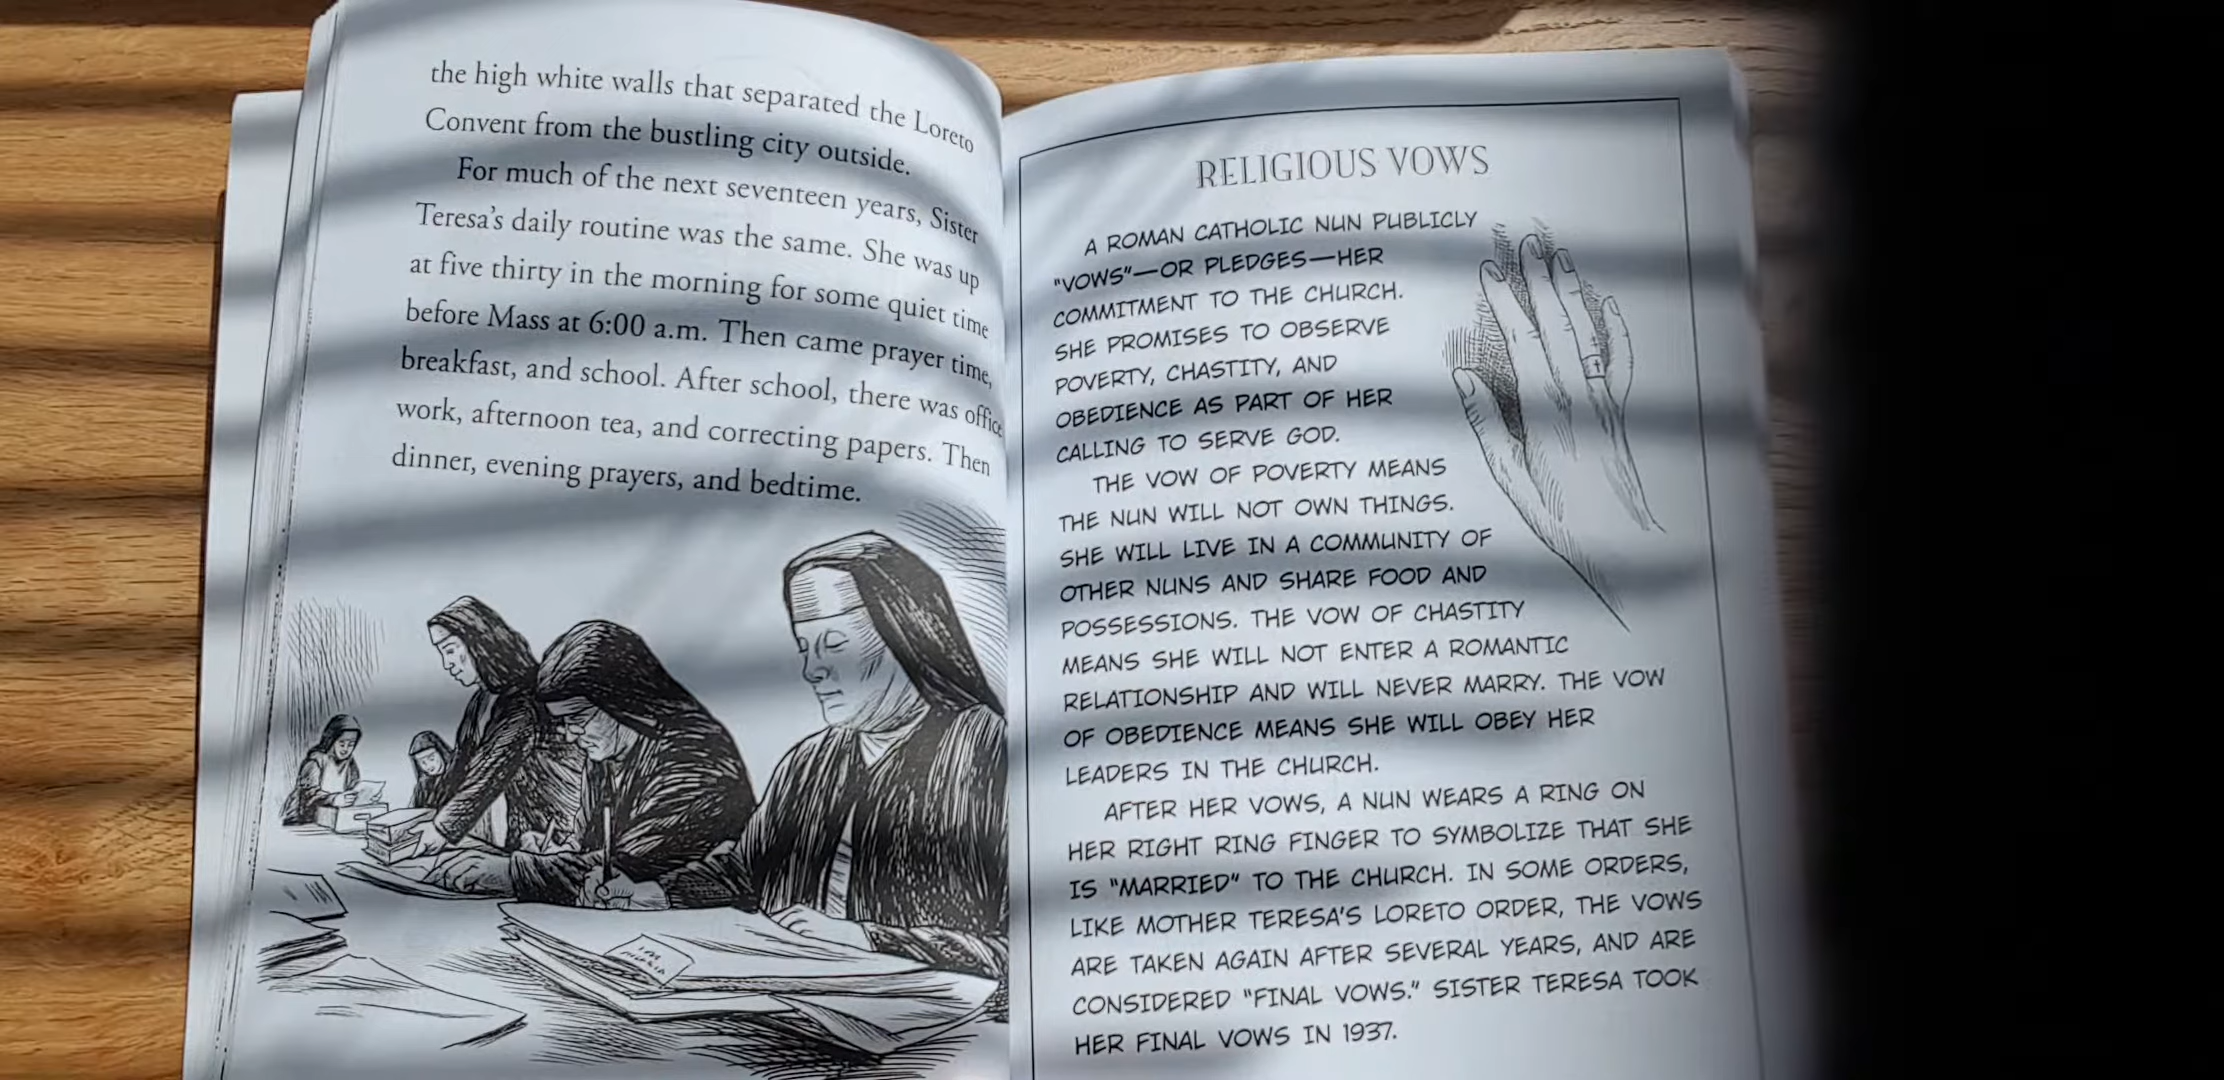 the high white walls that separated the Loreto
Convent from the bustling city outside.
For much of the next seventeen years, Sister
Teresa's daily routine was the same. She was up
at five thirty in the morning for some quiet time
before Mass at 6:00 a.m. Then came prayer time,
breakfast, and school. After school, there was office
work, afternoon tea, and correcting papers. Then
dinner, evening prayers, and bedtime.
RELIGIOUS VOWS
A ROMAN CATHOLIC NUN PUBLICLY
"VOWS"—OR PLEDGES—HER
COMMITMENT TO THE CHURCH.
SHE PROMISES TO OBSERVE
POVERTY, CHASTITY, AND
OBEDIENCE AS PART OF HER
CALLING TO SERVE GOD.
THE VOW OF POVERTY MEANS
THE NUN WILL NOT OWN THINGS.
SHE WILL LIVE IN A COMMUNITY OF
OTHER NUNS AND SHARE FOOD AND
POSSESSIONS. THE VOW OF CHASTITY
MEANS SHE WILL NOT ENTER A ROMANTIC
RELATIONSHIP AND WILL NEVER MARRY. THE VOW
OF OBEDIENCE MEANS SHE WILL OBEY HER
LEADERS IN THE CHURCH.
AFTER HER VOWS, A NUN WEARS A RING ON
HER RIGHT RING FINGER TO SYMBOLIZE THAT SHE
IS "MARRIED" TO THE CHURCH. IN SOME ORDERS,
LIKE MOTHER TERESA'S LORETO ORDER, THE VOWS
ARE TAKEN AGAIN AFTER SEVERAL YEARS, AND ARE
CONSIDERED "FINAL VOWS." SISTER TERESA TOOK
HER FINAL VOWS IN 1937.